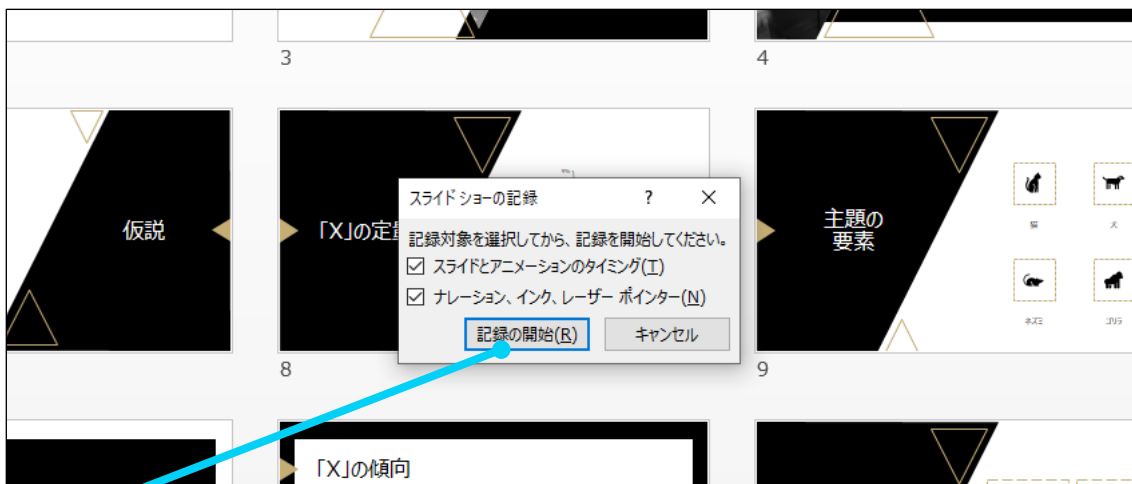 3
4
仮説
「X」の定
主題の
要素
猫
犬
ネズミ
ゴリラ
スライド ショーの記録
?
記録対象を選択してから、記録を開始してください。
スライドとアニメーションのタイミング(T)
ナレーション、インク、レーザー ポインター(N)
記録の開始(R)
キャンセル
8
9
「X」の傾向